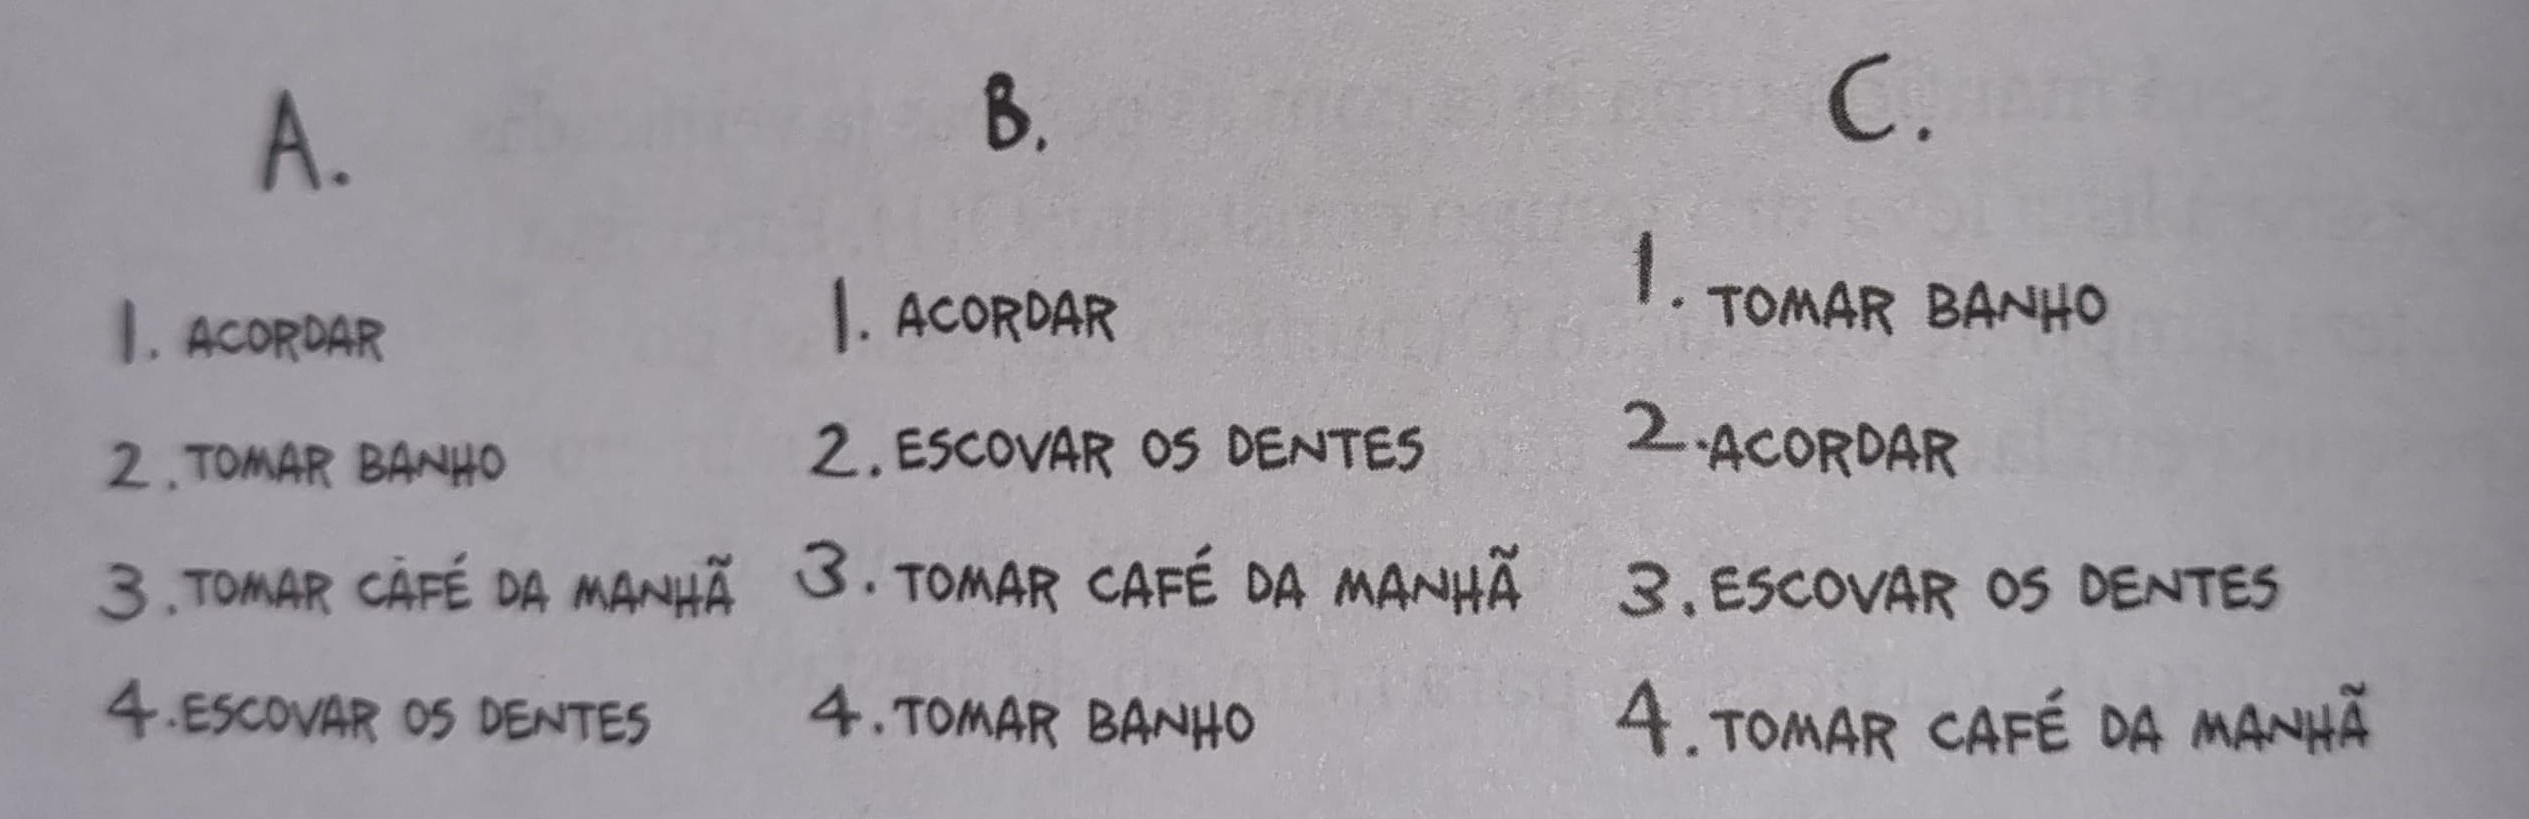 A.
1. ACORDAR
2. TOMAR BANHO
3. TOMAR CAFÉ DA MANHÃ
4. ESCOVAR OS DENTES
B.
1. ACORDAR
2. ESCOVAR OS DENTES
3. TOMAR CAFÉ DA MANHÃ
4. TOMAR BANHO
C.
1. TOMAR BANHO
2. ACORDAR
3. ESCOVAR OS DENTES
4. TOMAR CAFÉ DA MANHÃ